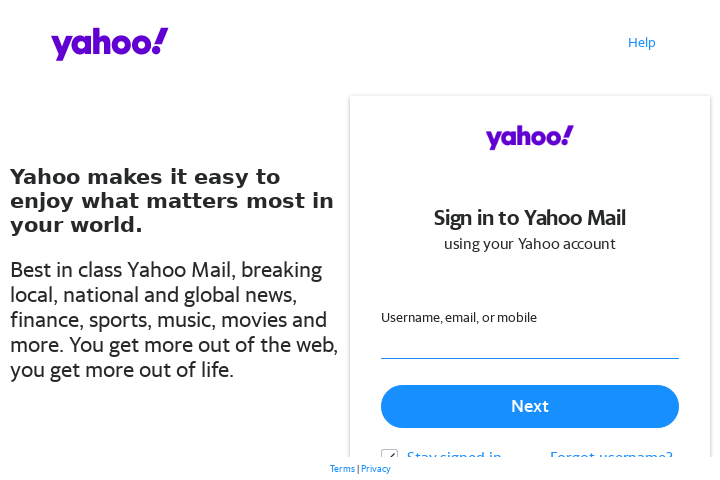 yahoo!
Help
Yahoo makes it easy to
enjoy what matters most in
your world.
Best in class Yahoo Mail, breaking
local, national and global news,
finance, sports, music, movies and
more. You get more out of the web,
you get more out of life.
yahoo!
Sign in to Yahoo Mail
using your Yahoo account
Username, email, or mobile
Next
Stay signed in Forgot username?
Terms | Privacy